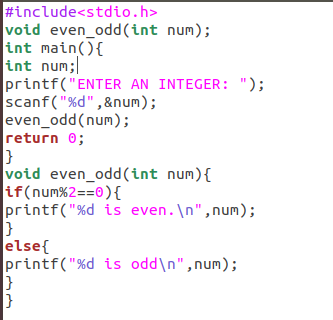 #include<stdio.h>
void even_odd(int num);
int main(){
int num;
printf("ENTER AN INTEGER: ");
scanf("%d",&num);
even_odd(num);
return 0;
}
void even_odd(int num){
if(num%2==0){
printf("%d is even.\n",num);
}
else{
printf("%d is odd\n",num);
}
}